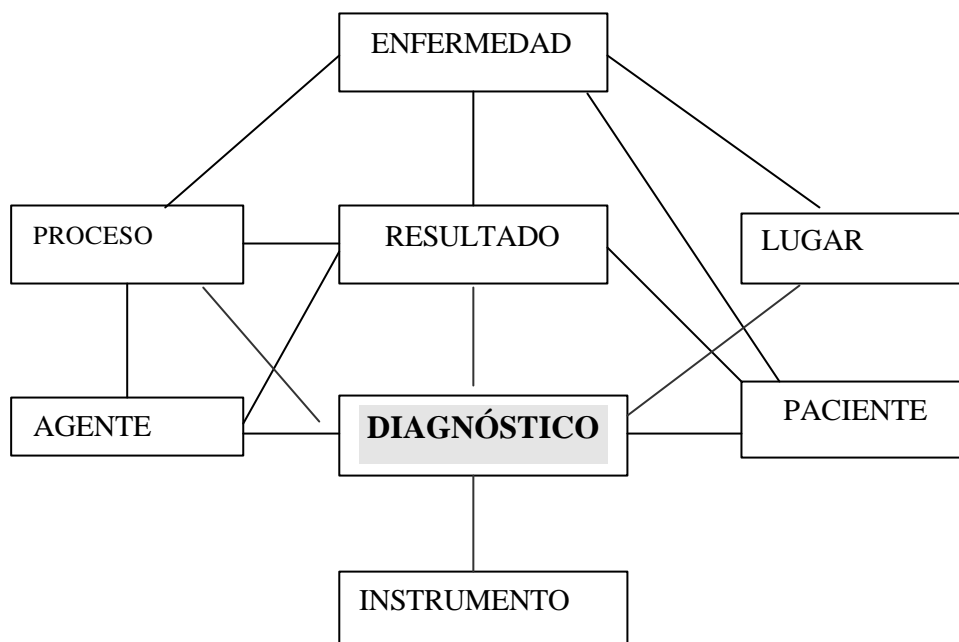 ENFERMEDAD
PROCESO
RESULTADO
LUGAR
AGENTE
DIAGNÓSTICO
PACIENTE
INSTRUMENTO